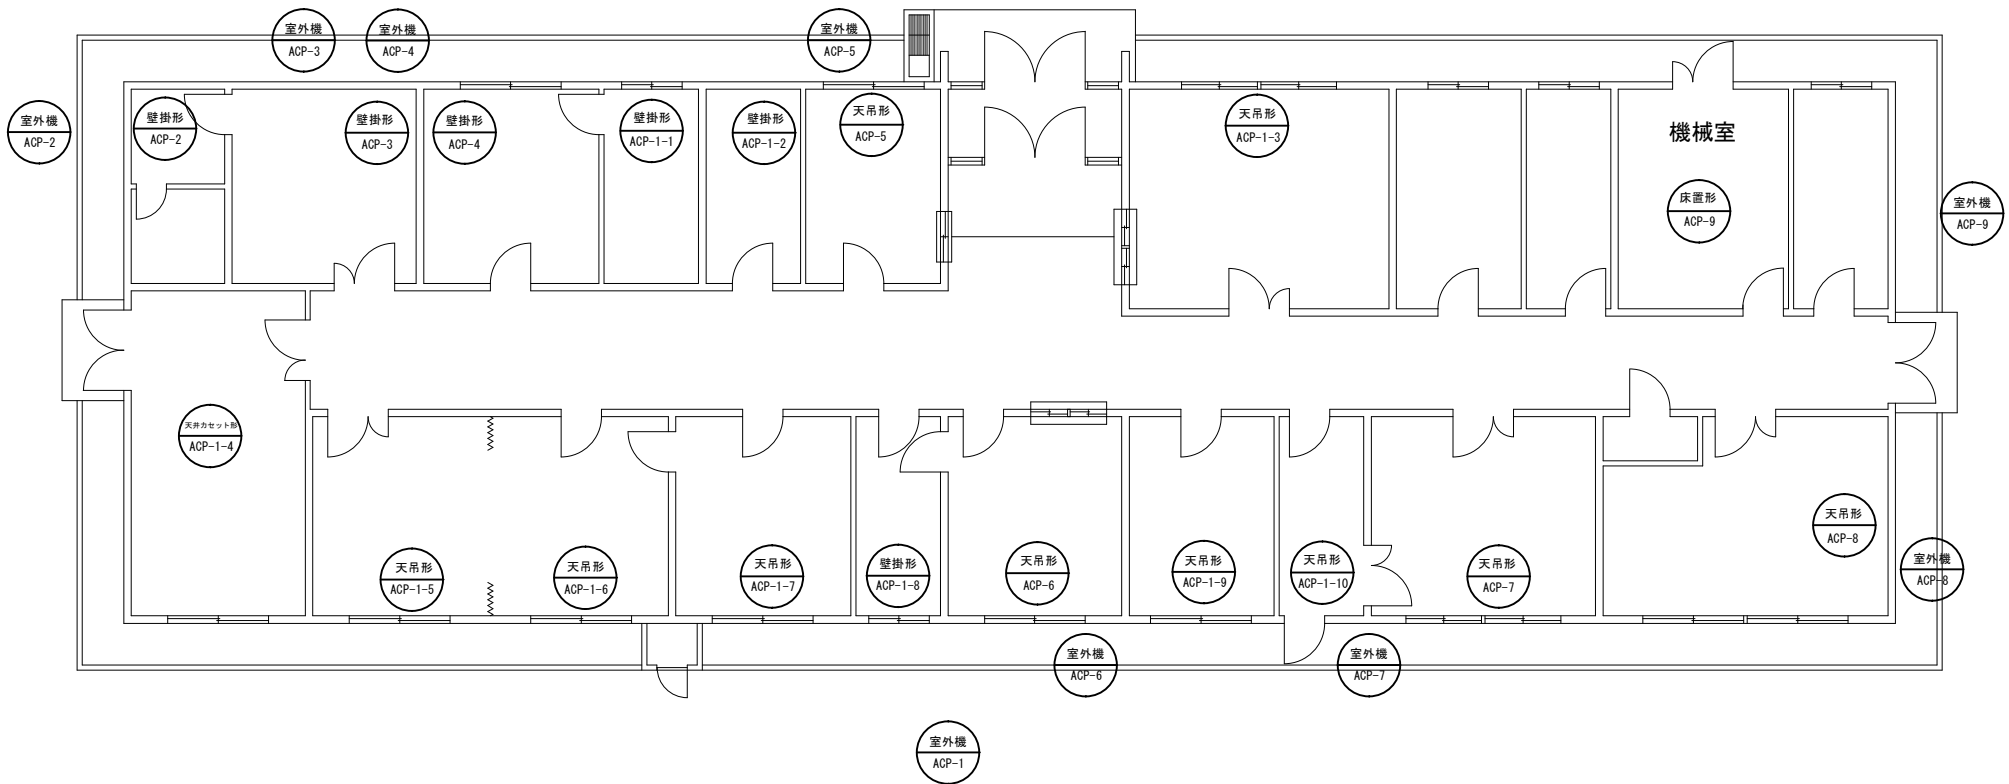 室外機
ACP-3
室外機
ACP-4
室外機
ACP-5
室外機
ACP-2
壁掛形
ACP-2
壁掛形
ACP-3
壁掛形
ACP-4
壁掛形
ACP-1-1
壁掛形
ACP-1-2
天吊形
ACP-5
天吊形
ACP-1-3
機械室
床置形
ACP-9
室外機
ACP-9
天井カセット形
ACP-1-4
天吊形
ACP-1-5
天吊形
ACP-1-6
天吊形
ACP-1-7
壁掛形
ACP-1-8
天吊形
ACP-6
天吊形
ACP-1-9
天吊形
ACP-1-10
天吊形
ACP-7
天吊形
ACP-8
室外機
ACP-8
室外機
ACP-6
室外機
ACP-7
室外機
ACP-1